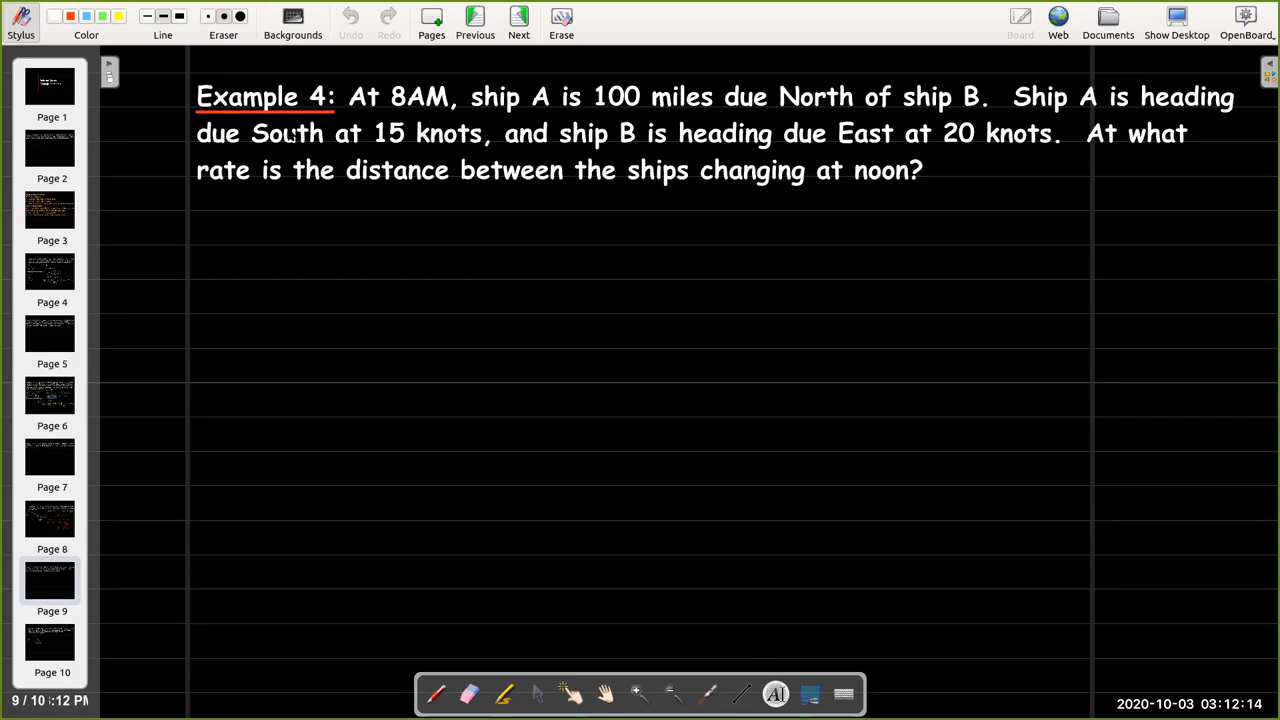 Stylus
Color
Line
Eraser
Backgrounds
Undo
Redo
Pages
Previous
Next
Erase
Board
Web
Documents
Show Desktop
OpenBoard
Example 4: At 8AM, ship A is 100 miles due North of ship B. Ship A is heading
due South at 15 knots, and ship B is heading due East at 20 knots. At what
rate is the distance between the ships changing at noon?
Page 1
Page 2
Page 3
Page 4
Page 5
Page 6
Page 7
Page 8
Page 9
Page 10
9 / 10
AI
2020-10-03 03:12:14